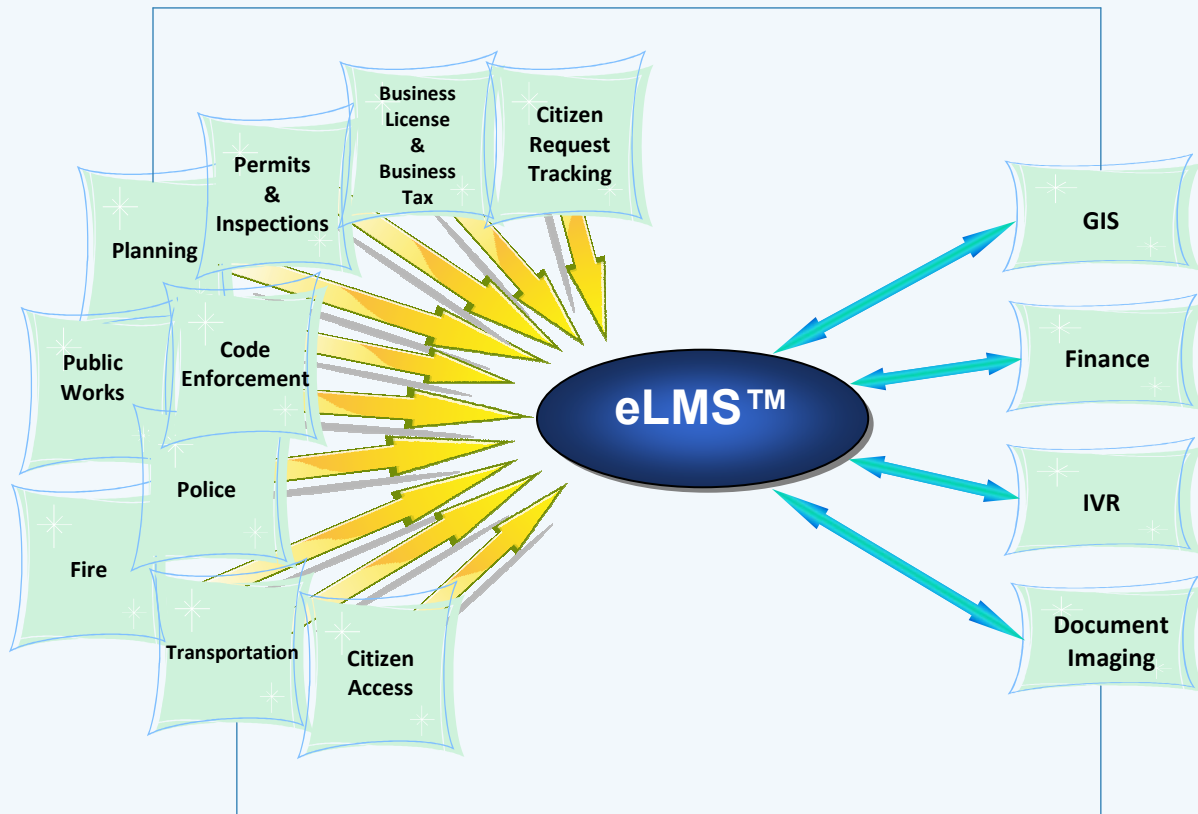 Business
License
&
Business
Tax
Citizen
Request
Tracking
Permits
&
Inspections
Planning
GIS
Public
Works
Code
Enforcement
Finance
eLMS™
Police
IVR
Fire
Transportation
Citizen
Access
Document
Imaging